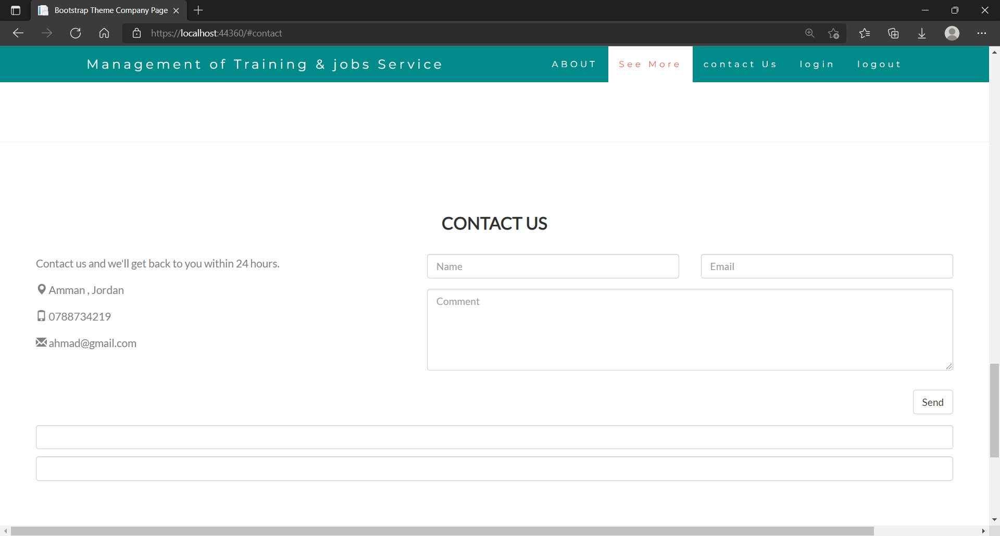 Bootstrap Theme Company Page
https://localhost:44360/#contact
Management of Training & jobs Service
ABOUT
See More
contact Us
login
logout
CONTACT US
Contact us and we'll get back to you within 24 hours.
Amman , Jordan
0788734219
ahmad@gmail.com
Name
Email
Comment
Send